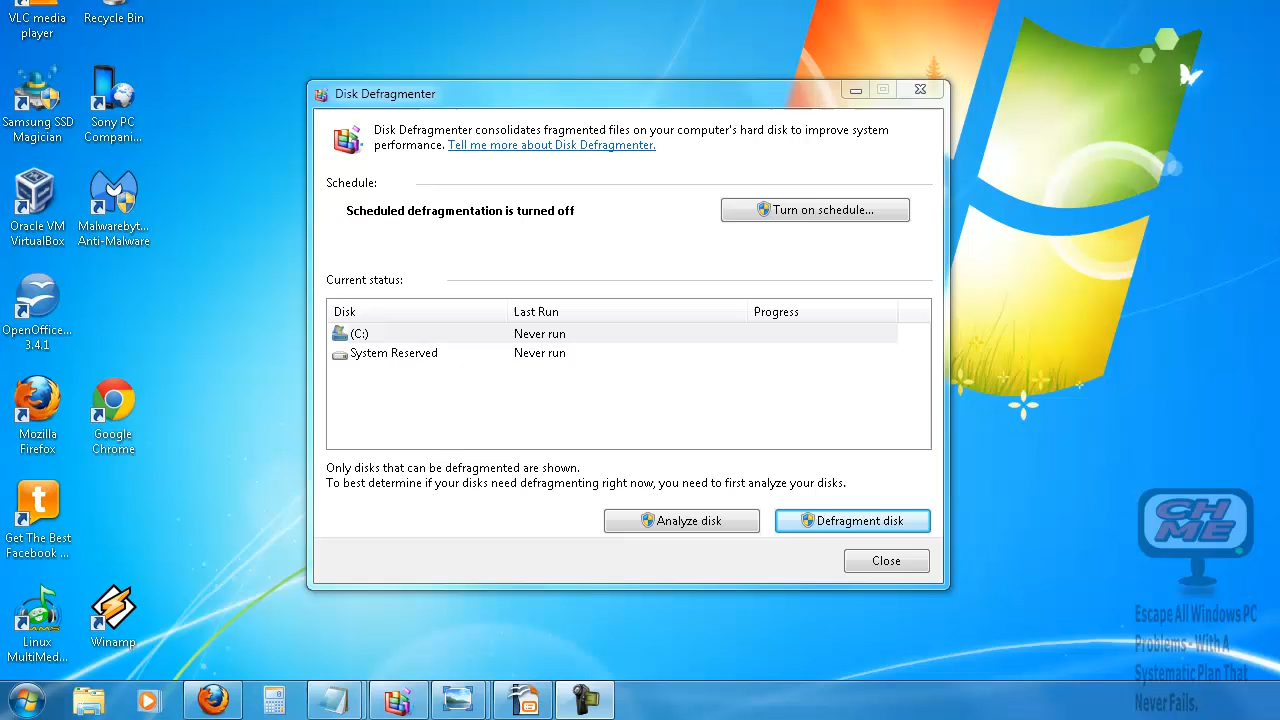 VLC media
player
Recycle Bin
Samsung SSD
Magician
Sony PC
Compani...
Oracle VM
VirtualBox
Malwarebyt...
Anti-Malware
OpenOffice...
3.4.1
Mozilla
Firefox
Google
Chrome
t
Get The Best
Facebook ...
Linux
MultiMed...
Winamp
Disk Defragmenter
Disk Defragmenter consolidates fragmented files on your computer's hard disk to improve system
performance. Tell me more about Disk Defragmenter.
Schedule:
Scheduled defragmentation is turned off
Turn on schedule...
Current status:
Disk Last Run Progress
(C:) Never run
System Reserved Never run
Only disks that can be defragmented are shown.
To best determine if your disks need defragmenting right now, you need to first analyze your disks.
Analyze disk Defragment disk
Close
CH
ME
Escape All Windows PC
Problems - With A
Systematic Plan That
Never Fails.